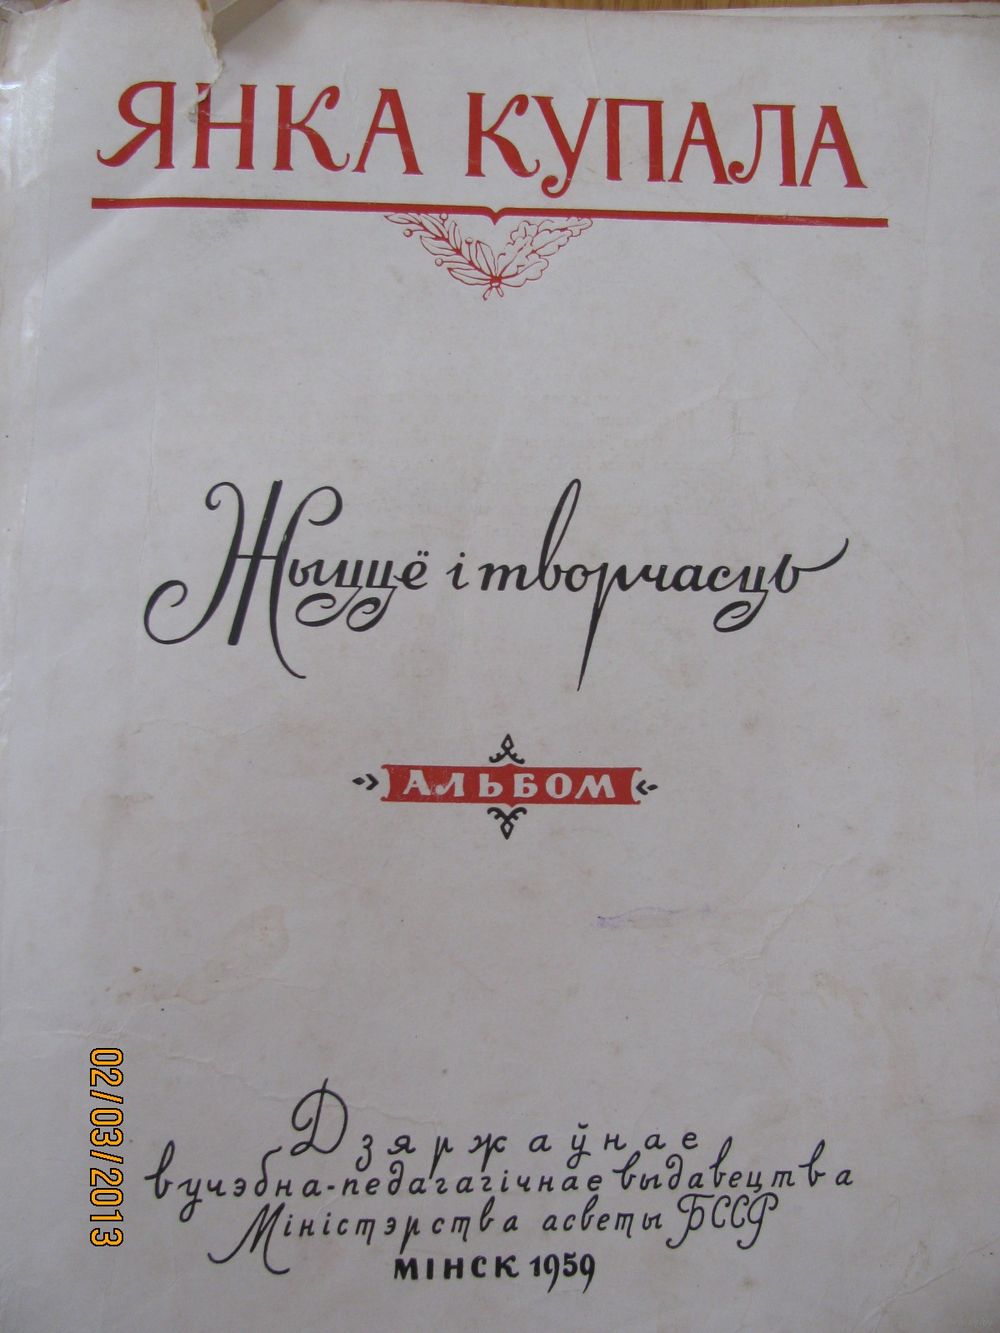 ЯНКА КУПАЛА
Жыццё і творчасць
АЛЬБОМ
Дзяржаўнае
вучэбна-педагагічнае выдавецтва
Міністэрства асветы БССР
МІНСК 1959
02/03/2013